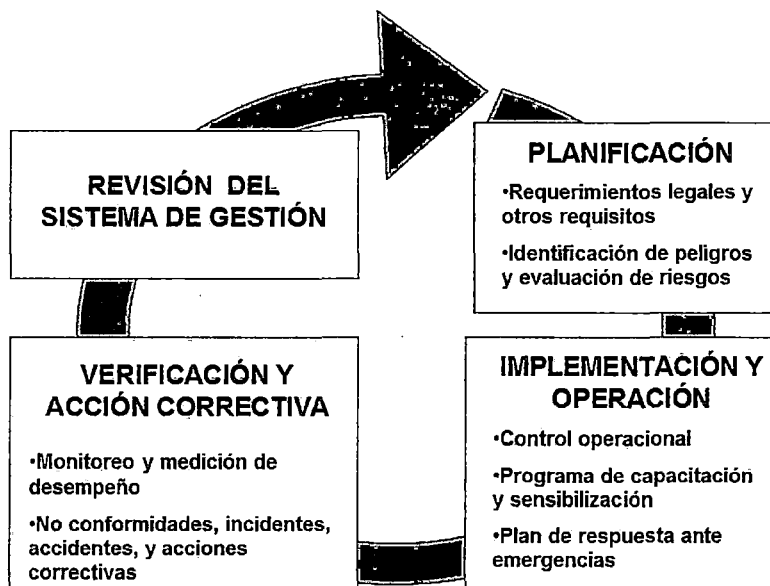 REVISIÓN DEL
SISTEMA DE GESTIÓN
PLANIFICACIÓN
•Requerimientos legales y
otros requisitos
•Identificación de peligros
y evaluación de riesgos
VERIFICACIÓN Y
ACCIÓN CORRECTIVA
•Monitoreo y medición de
desempeño
•No conformidades, incidentes,
accidentes, y acciones
correctivas
IMPLEMENTACIÓN Y
OPERACIÓN
•Control operacional
•Programa de capacitación
y sensibilización
•Plan de respuesta ante
emergencias